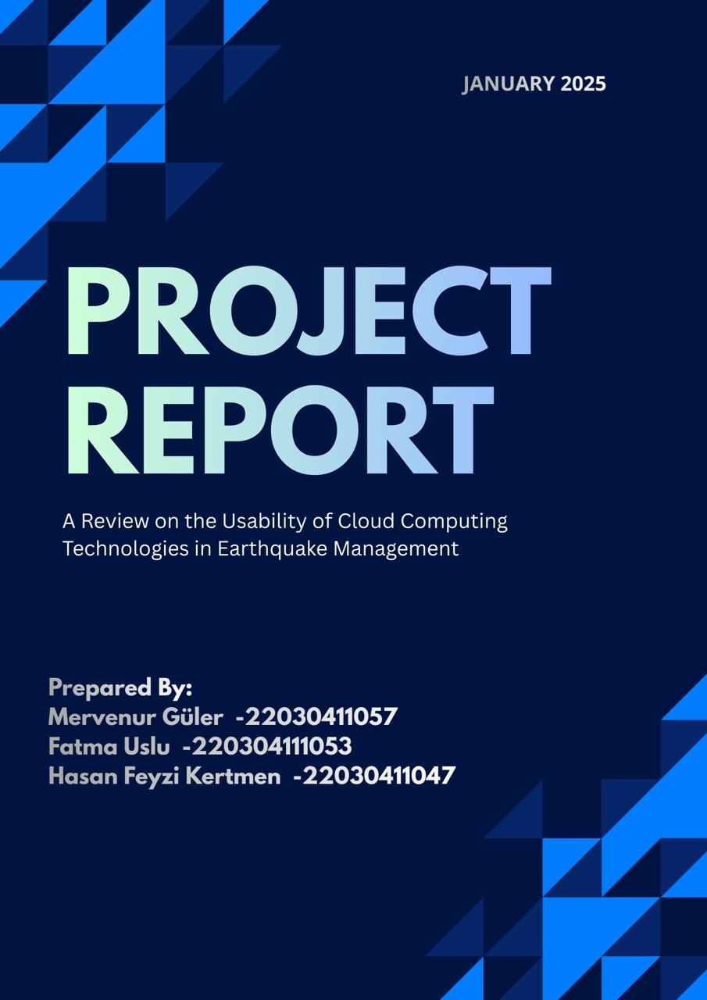 JANUARY 2025
PROJECT
REPORT
A Review on the Usability of Cloud Computing
Technologies in Earthquake Management
Prepared By:
Mervenur Güler -22030411057
Fatma Uslu -220304111053
Hasan Feyzi Kertmen -22030411047